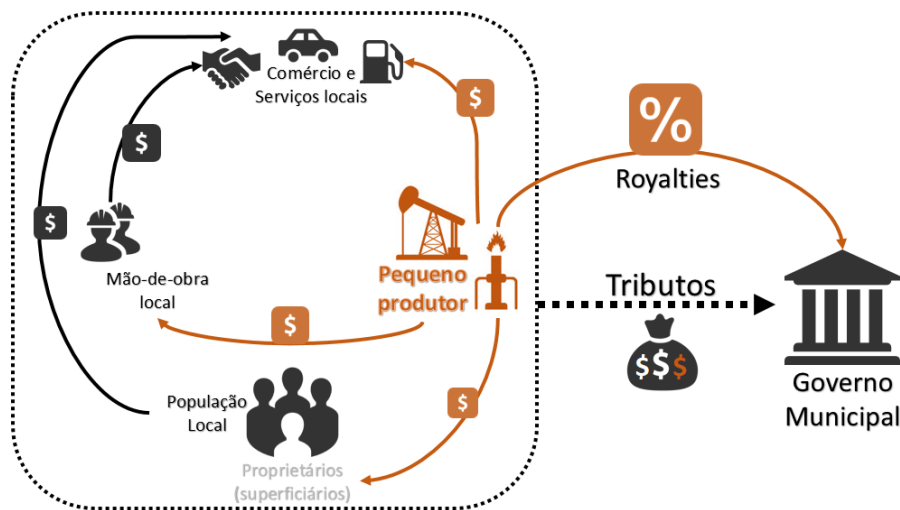 Comércio e
Serviços locais
$
%
$
Royalties
$
Pequeno
produtor
Mão-de-obra
local
Tributos
$
$$$
$
População
Local
Governo
Municipal
Proprietários
(superficiários)